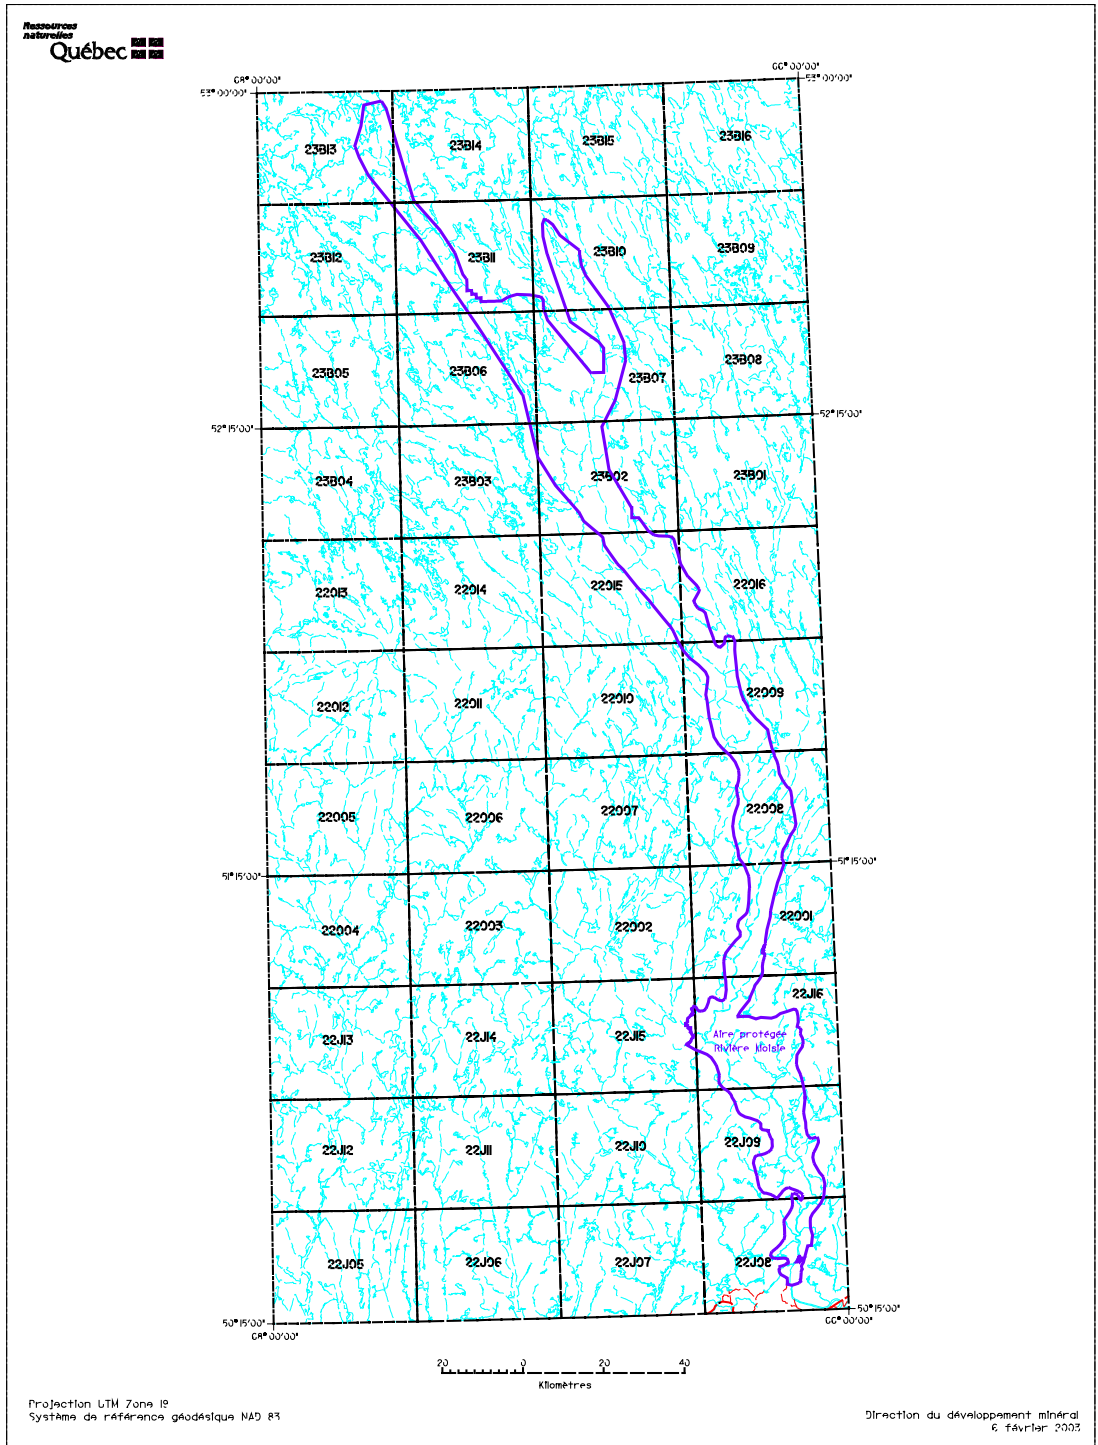 Ressources
naturelles
Québec
68°00'00"
66°00'00"
53°00'00"
53°00'00"
23B13
23B14
23B15
23B16
23B12
23B11
23B10
23B09
23B05
23B06
23B07
23B08
52°15'00"
52°15'00"
23B04
23B03
23B02
23B01
22O13
22O14
22O15
22O16
22O12
22O11
22O10
22O09
22O05
22O06
22O07
22O08
51°15'00"
51°15'00"
22O04
22O03
22O02
22O01
22J13
22J14
22J15
22J16
Aire protégée
Rivière Moisie
22J12
22J11
22J10
22J09
22J05
22J06
22J07
22J08
50°15'00"
50°15'00"
68°00'00"
66°00'00"
20 0 20 40
Kilomètres
Projection UTM Zone 19
Système de référence géodésique NAD 83
Direction du développement minéral
6 février 2003